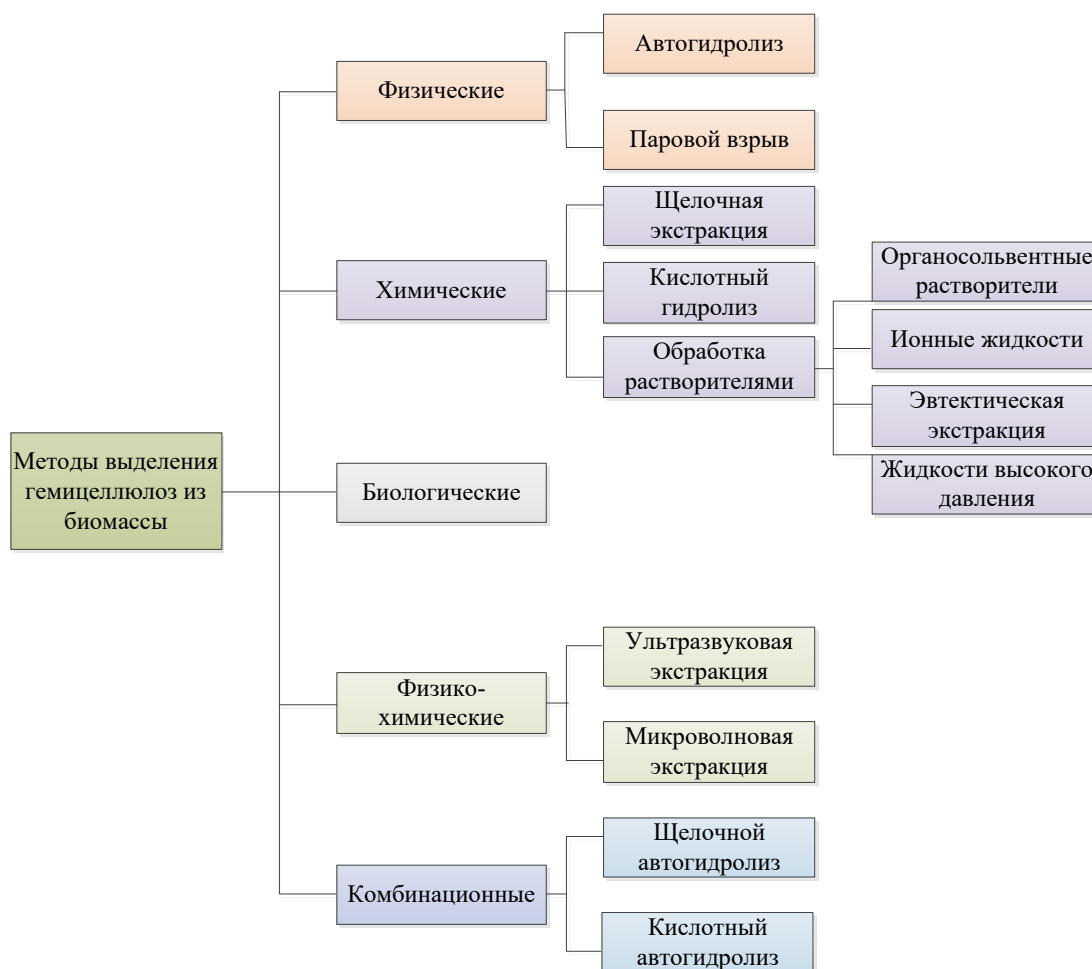 Методы выделения
гемицеллюлоз из
биомассы
Физические
Автогидролиз
Паровой взрыв
Химические
Щелочная
экстракция
Кислотный
гидролиз
Обработка
растворителями
Органосольвентные
растворители
Ионные жидкости
Эвтектическая
экстракция
Жидкости высокого
давления
Биологические
Физико-
химические
Ультразвуковая
экстракция
Микроволновая
экстракция
Комбинационные
Щелочной
автогидролиз
Кислотный
автогидролиз